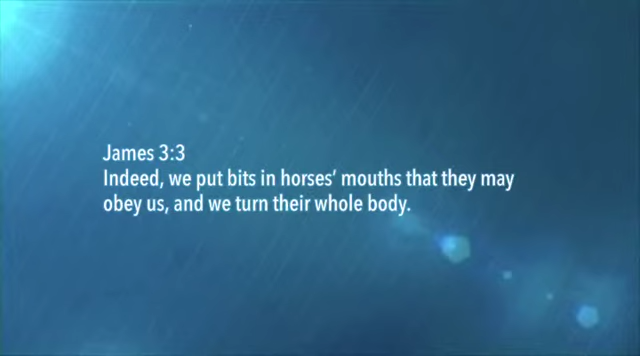 James 3:3
Indeed, we put bits in horses’ mouths that they may
obey us, and we turn their whole body.